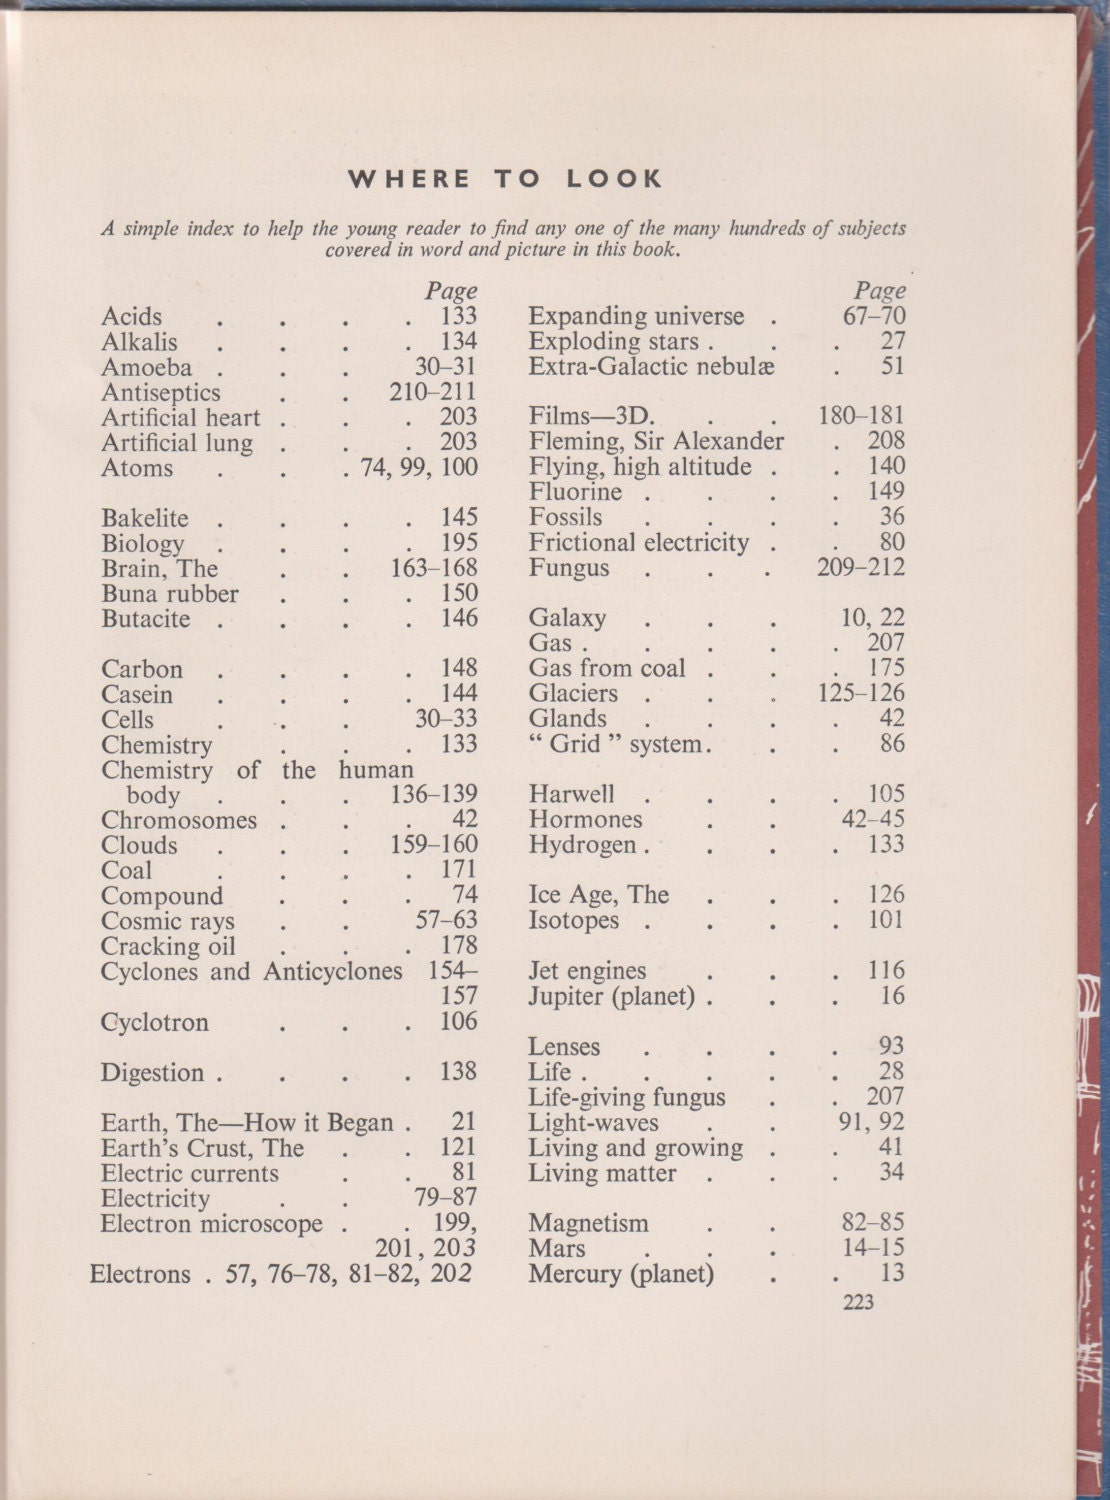 WHERE TO LOOK
A simple index to help the young reader to find any one of the many hundreds of subjects
covered in word and picture in this book.
Page
Acids . . . . 133
Alkalis . . . . 134
Amoeba . . . 30–31
Antiseptics . . 210–211
Artificial heart . . . 203
Artificial lung . . . 203
Atoms . . . 74, 99, 100
Bakelite . . . . 145
Biology . . . . 195
Brain, The . . 163–168
Buna rubber . . . 150
Butacite . . . . 146
Carbon . . . . 148
Casein . . . . 144
Cells . . . 30–33
Chemistry . . . 133
Chemistry of the human
body . . . 136–139
Chromosomes . . . 42
Clouds . . . 159–160
Coal . . . . 171
Compound . . . 74
Cosmic rays . . 57–63
Cracking oil . . . 178
Cyclones and Anticyclones 154–
157
Cyclotron . . . 106
Digestion . . . . 138
Earth, The—How it Began . 21
Earth's Crust, The . . 121
Electric currents . . 81
Electricity . . 79–87
Electron microscope . . 199,
201, 203
Electrons . 57, 76–78, 81–82, 202
Page
Expanding universe . 67–70
Exploding stars . . . 27
Extra-Galactic nebulæ . 51
Films—3D. . . 180–181
Fleming, Sir Alexander . 208
Flying, high altitude . . 140
Fluorine . . . . 149
Fossils . . . . 36
Frictional electricity . . 80
Fungus . . . 209–212
Galaxy . . . 10, 22
Gas . . . . . 207
Gas from coal . . . 175
Glaciers . . . 125–126
Glands . . . . 42
“ Grid ” system. . . 86
Harwell . . . . 105
Hormones . . 42–45
Hydrogen . . . . 133
Ice Age, The . . . 126
Isotopes . . . . 101
Jet engines . . . 116
Jupiter (planet) . . . 16
Lenses . . . . 93
Life . . . . . 28
Life-giving fungus . . 207
Light-waves . . 91, 92
Living and growing . . 41
Living matter . . . 34
Magnetism . . 82–85
Mars . . . 14–15
Mercury (planet) . . 13
223